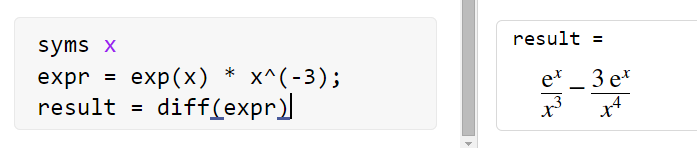 syms x
expr = exp(x) * x^(-3);
result = diff(expr)
result =
e^x/x^3 − 3 e^x/x^4